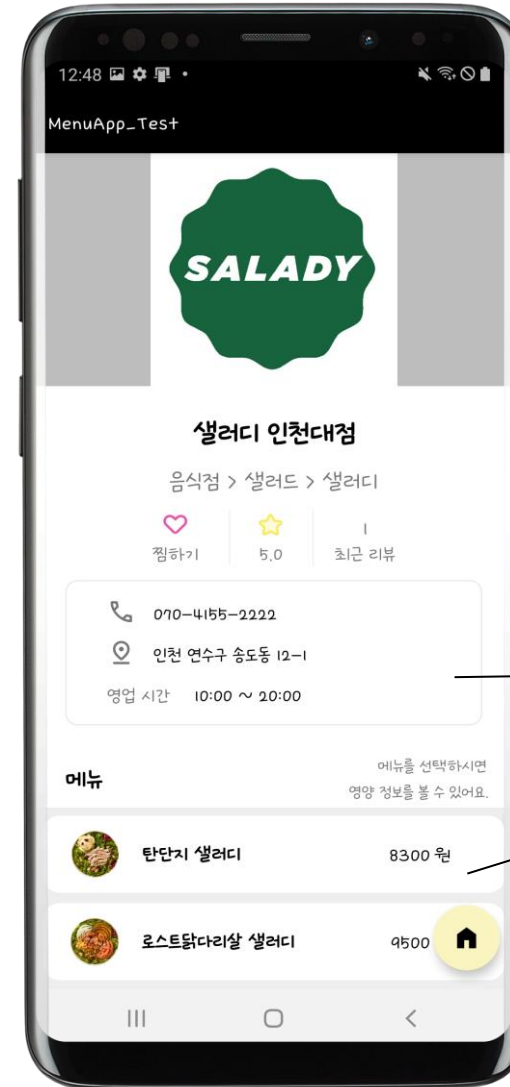 12:48
MenuApp_Test
SALADY
샐러디 인천대점
음식점 > 샐러드 > 샐러디
찜하기
5.0
1
최근 리뷰
070-4155-2222
인천 연수구 송도동 12-1
영업 시간 10:00 ~ 20:00
메뉴
메뉴를 선택하시면
영양 정보를 볼 수 있어요.
탄단지 샐러디 8300 원
로스트닭다리살 샐러디 9500